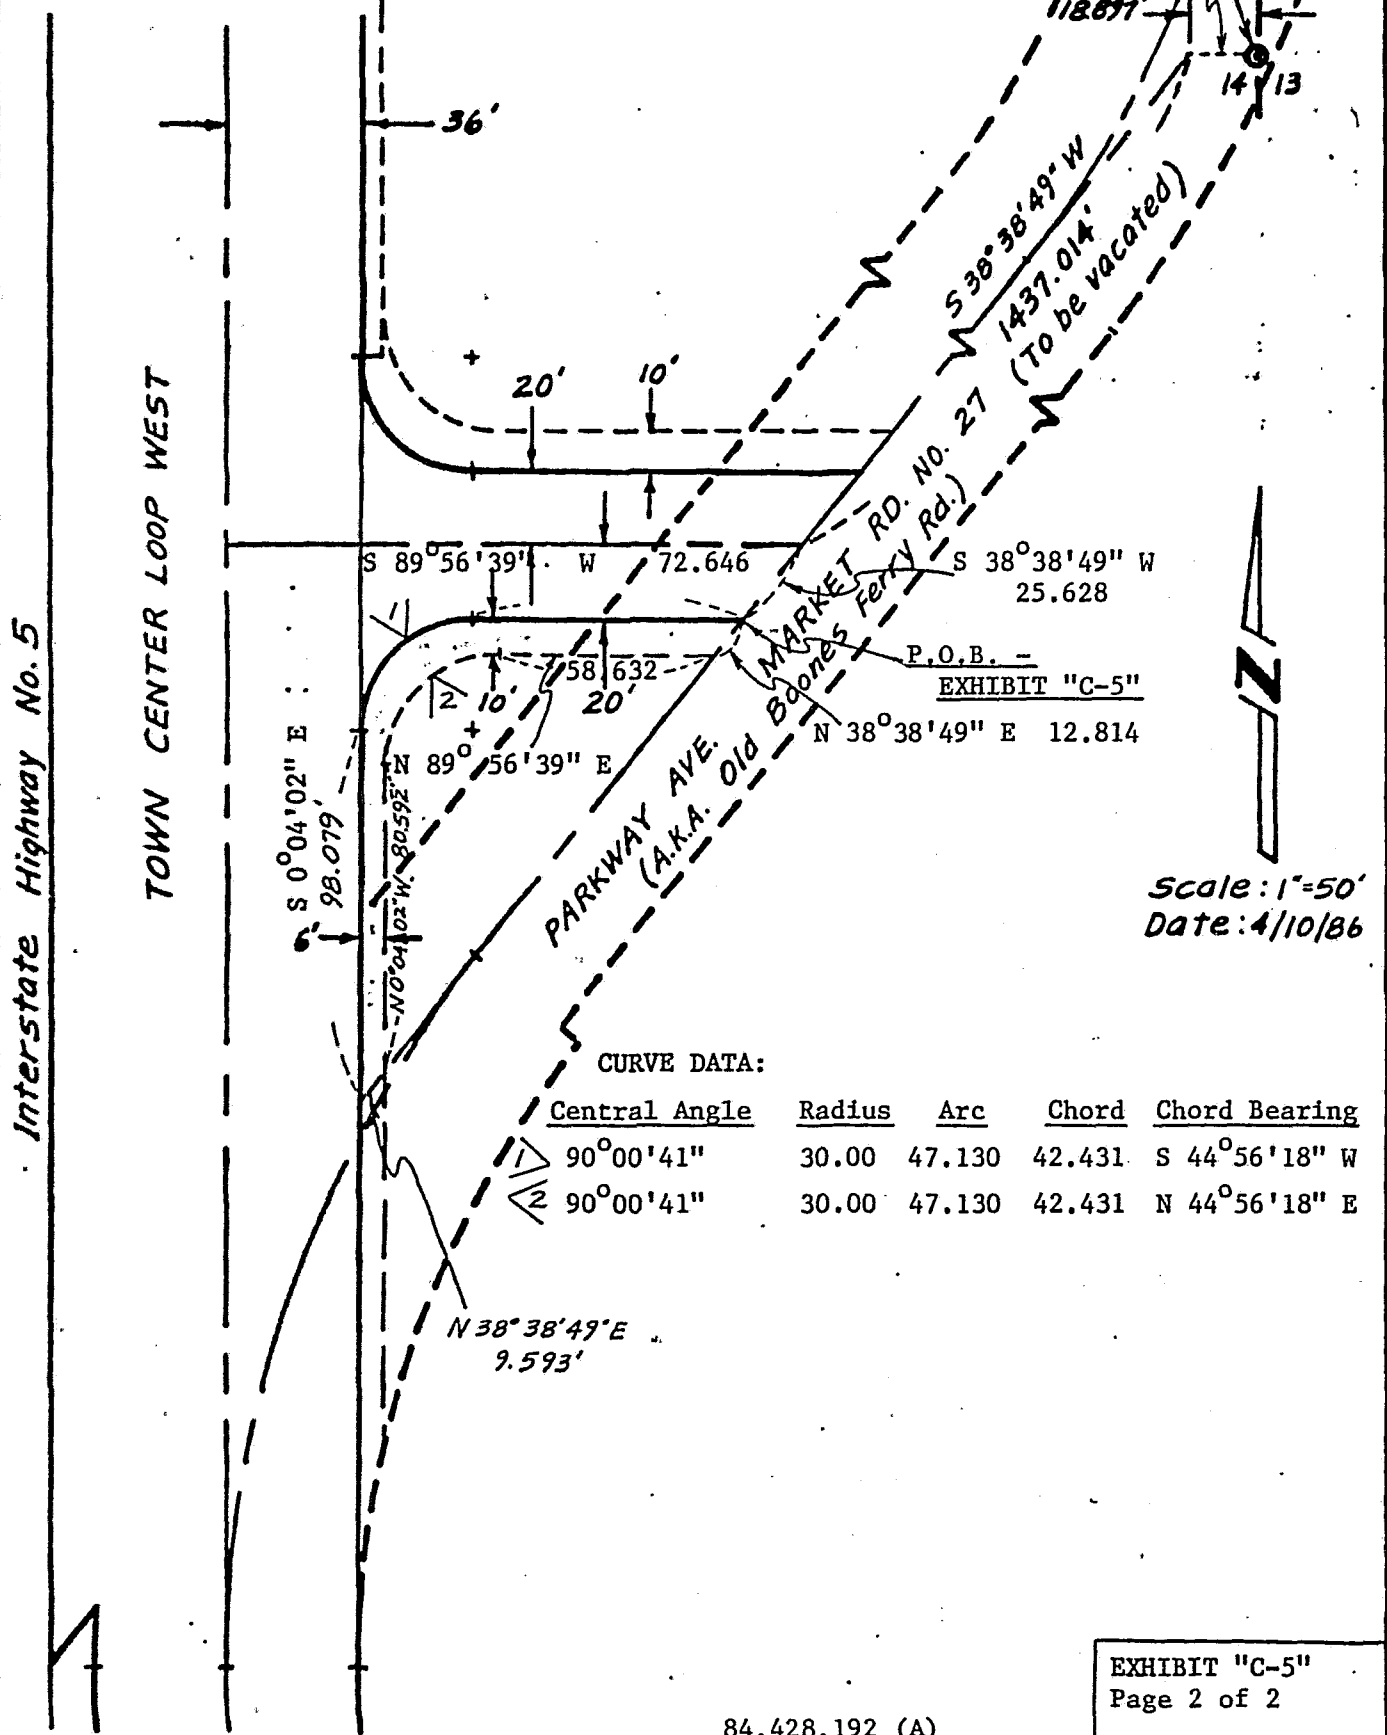 118.897'
14 13
36'
S 38°38'49" W
1437.014'
(To be vacated)
20'
10'
TOWN CENTER LOOP WEST
Interstate Highway No. 5
MARKET RD. NO. 27
S 89°56'39" W 72.646
S 38°38'49" W
25.628
1
P.O.B. -
EXHIBIT "C-5"
58.632
2
10'
20'
N 38°38'49" E 12.814
N 89°56'39" E
S 0°04'02" E
98.079'
N0°04'02"W. 80.592'
6'
PARKWAY AVE.
(A.K.A. Old Boones Ferry Rd.)
N
Scale: 1"=50'
Date: 4/10/86
CURVE DATA:
Central Angle Radius Arc Chord Chord Bearing
1 90°00'41" 30.00 47.130 42.431 S 44°56'18" W
2 90°00'41" 30.00 47.130 42.431 N 44°56'18" E
N 38°38'49"E
9.593'
EXHIBIT "C-5"
Page 2 of 2
84.428.192 (A)